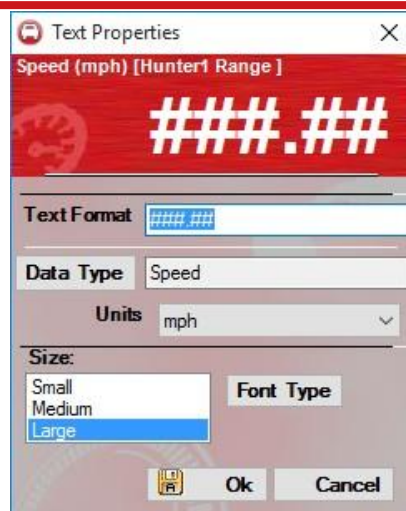 Text Properties
Speed (mph) [Hunter1 Range ]
###.##
Text Format ###.##
Data Type Speed
Units mph
Size:
Small
Medium
Large
Font Type
Ok Cancel